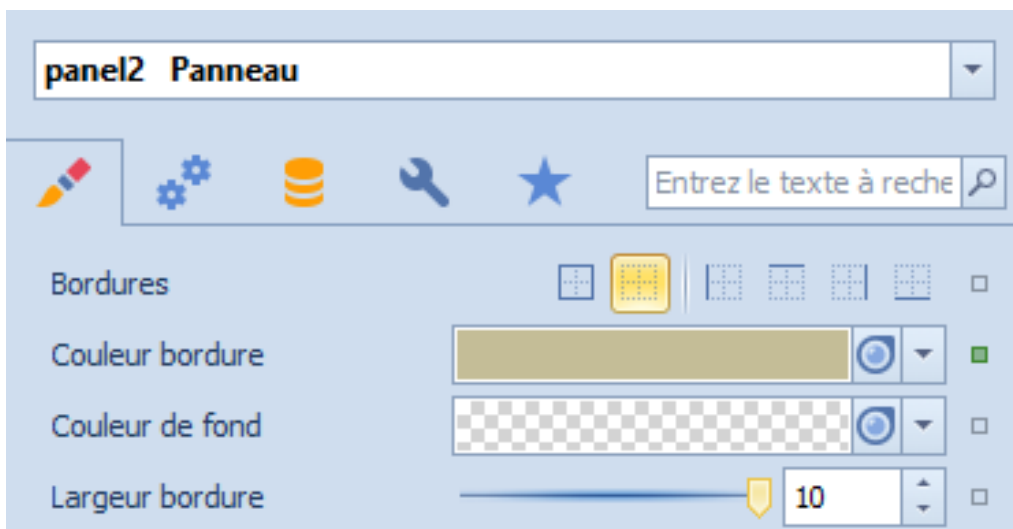 panel2 Panneau
Entrez le texte à reche
Bordures
Couleur bordure
Couleur de fond
Largeur bordure 10